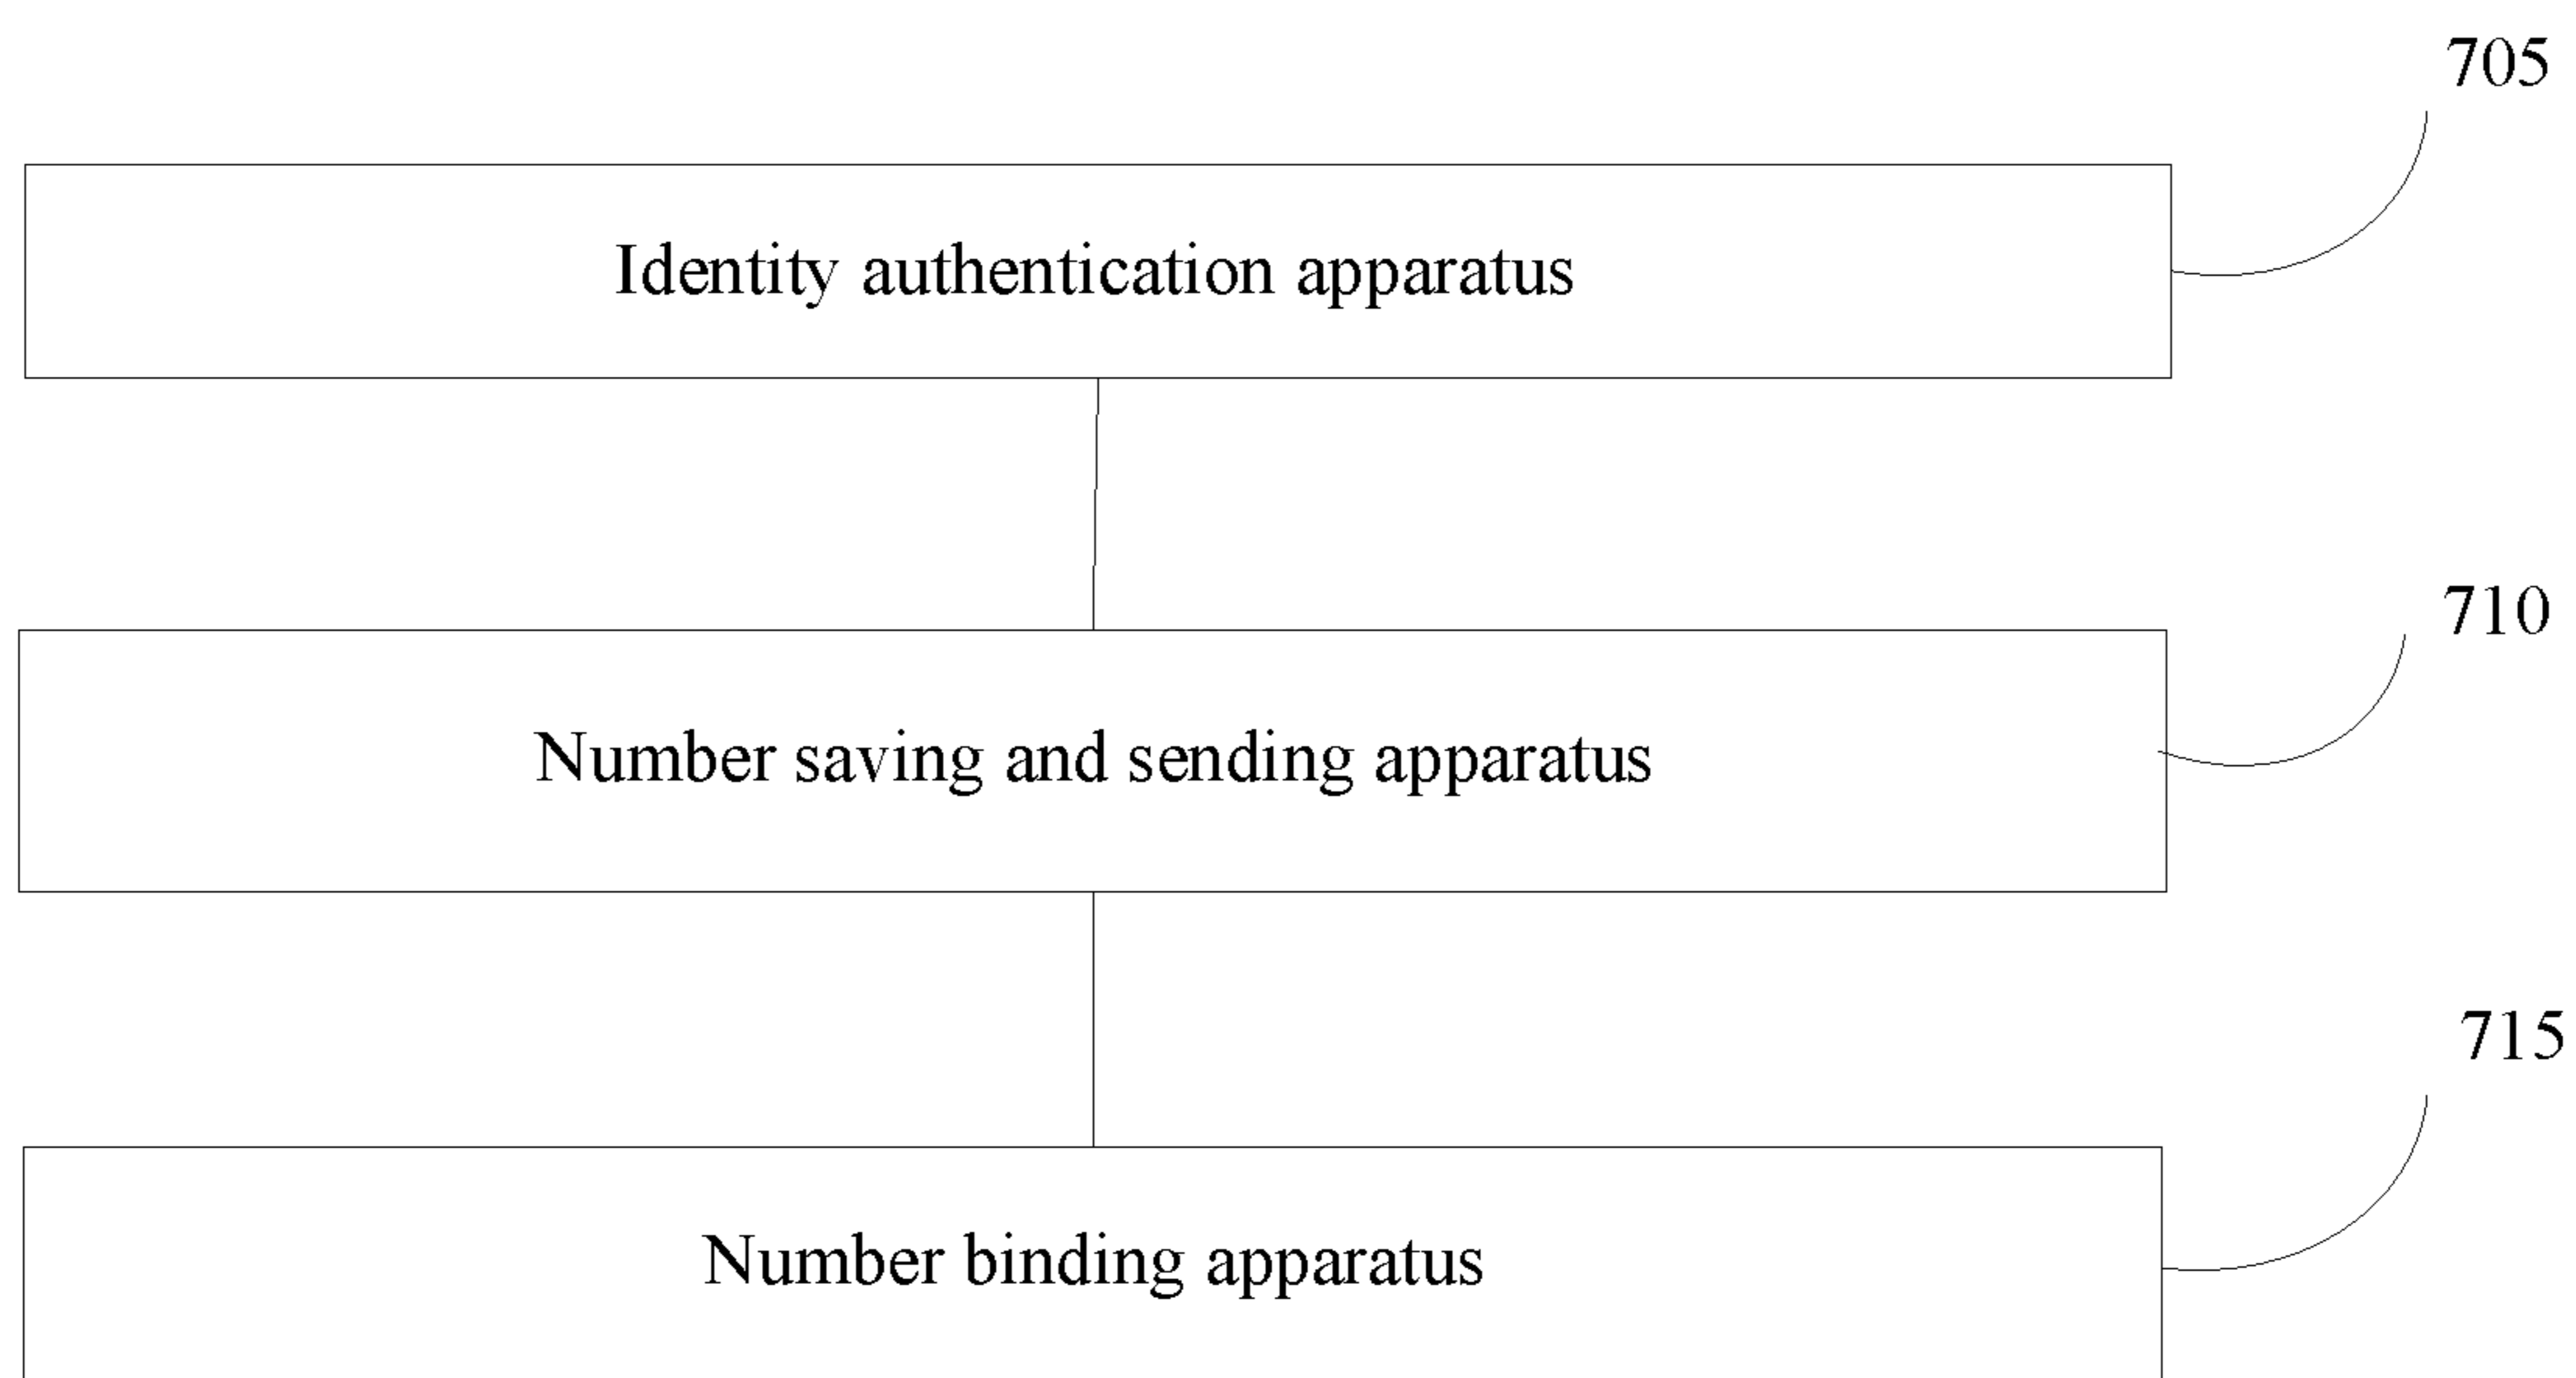 705
Identity authentication apparatus
710
Number saving and sending apparatus
715
Number binding apparatus